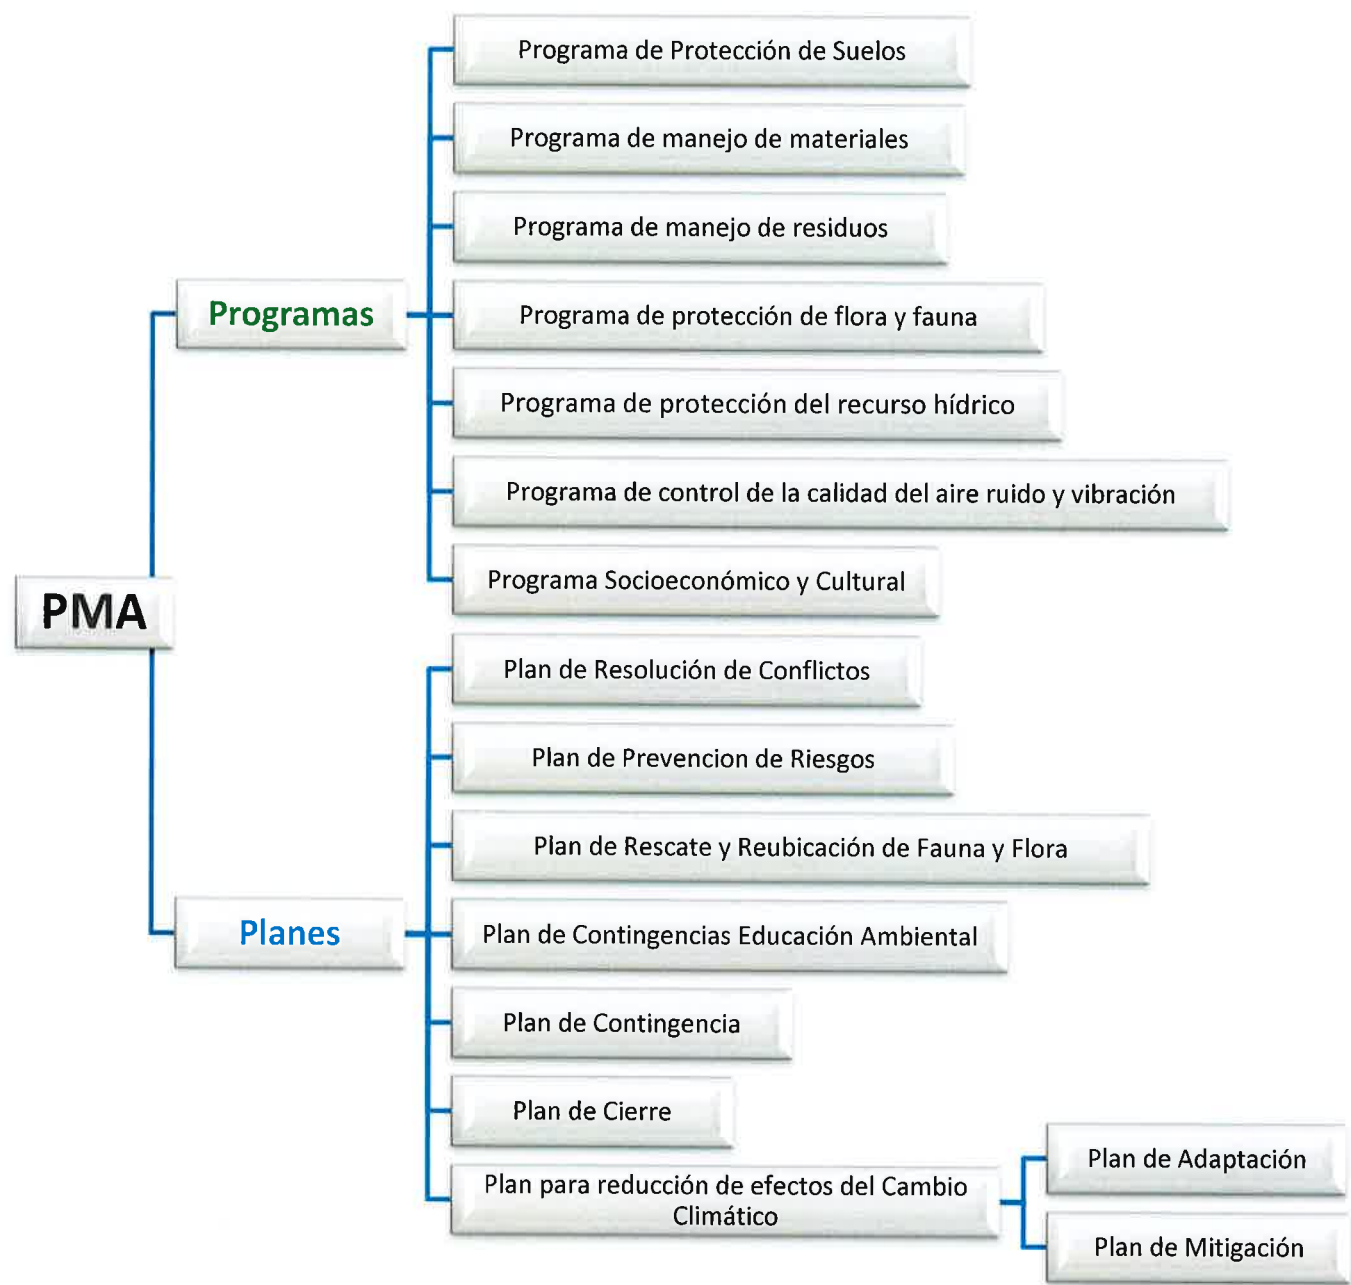 Programa de Protección de Suelos
Programa de manejo de materiales
Programa de manejo de residuos
Programas
Programa de protección de flora y fauna
Programa de protección del recurso hídrico
Programa de control de la calidad del aire ruido y vibración
Programa Socioeconómico y Cultural
PMA
Plan de Resolución de Conflictos
Plan de Prevencion de Riesgos
Plan de Rescate y Reubicación de Fauna y Flora
Planes
Plan de Contingencias Educación Ambiental
Plan de Contingencia
Plan de Cierre
Plan para reducción de efectos del Cambio
Climático
Plan de Adaptación
Plan de Mitigación